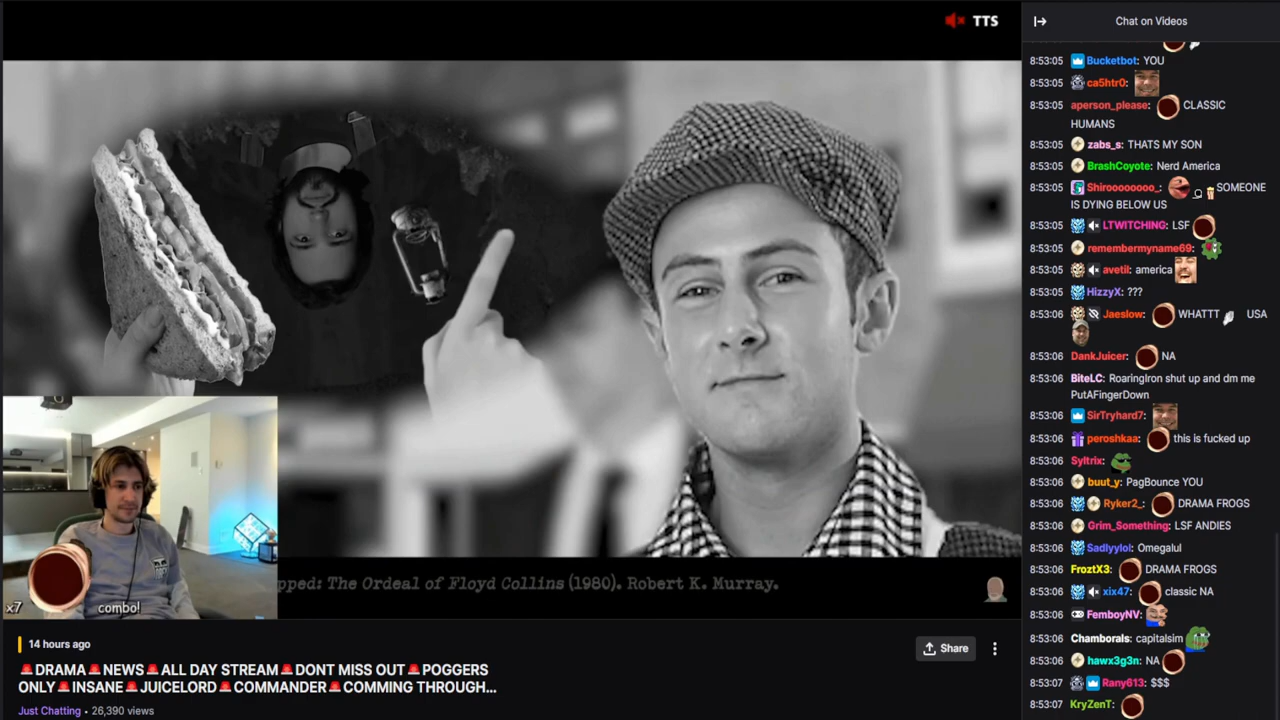 TTS
pped: The Ordeal of Floyd Collins (1980). Robert K. Murray.
x7 combo!
14 hours ago
Share
🚨DRAMA🚨NEWS🚨ALL DAY STREAM🚨DONT MISS OUT🚨POGGERS
ONLY🚨INSANE🚨JUICELORD🚨COMMANDER🚨COMMING THROUGH...
Just Chatting • 26,390 views
Chat on Videos
8:53:05 Bucketbot: YOU
8:53:05 ca5htr0:
8:53:05 aperson_please: CLASSIC
HUMANS
8:53:05 zabs_s: THATS MY SON
8:53:05 BrashCoyote: Nerd America
8:53:05 Shiroooooooo_: SOMEONE
IS DYING BELOW US
8:53:05 LTWITCHING: LSF
8:53:05 remembermyname69:
8:53:05 avetil: america
8:53:05 HizzyX: ???
8:53:06 Jaeslow: WHATTT USA
8:53:06 DankJuicer: NA
8:53:06 BiteLC: RoaringIron shut up and dm me
PutAFingerDown
8:53:06 SirTryhard7:
8:53:06 peroshkaa: this is fucked up
8:53:06 Syltrix:
8:53:06 buut_y: PagBounce YOU
8:53:06 Ryker2_: DRAMA FROGS
8:53:06 Grim_Something: LSF ANDIES
8:53:06 Sadlyylol: Omegalul
8:53:06 FroztX3: DRAMA FROGS
8:53:06 xix47: classic NA
8:53:06 FemboyNV:
8:53:06 Chamborals: capitalsim
8:53:06 hawx3g3n: NA
8:53:07 Rany613: $$$
8:53:07 KryZenT: